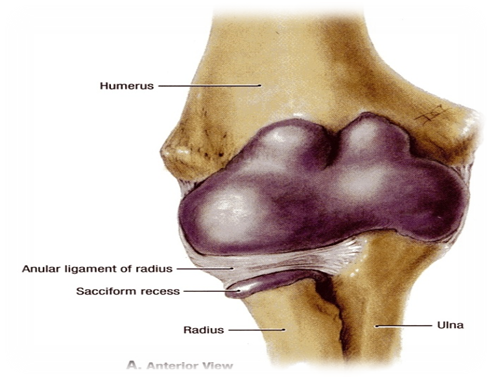 Humerus
Anular ligament of radius
Sacciform recess
Radius
Ulna
A. Anterior View